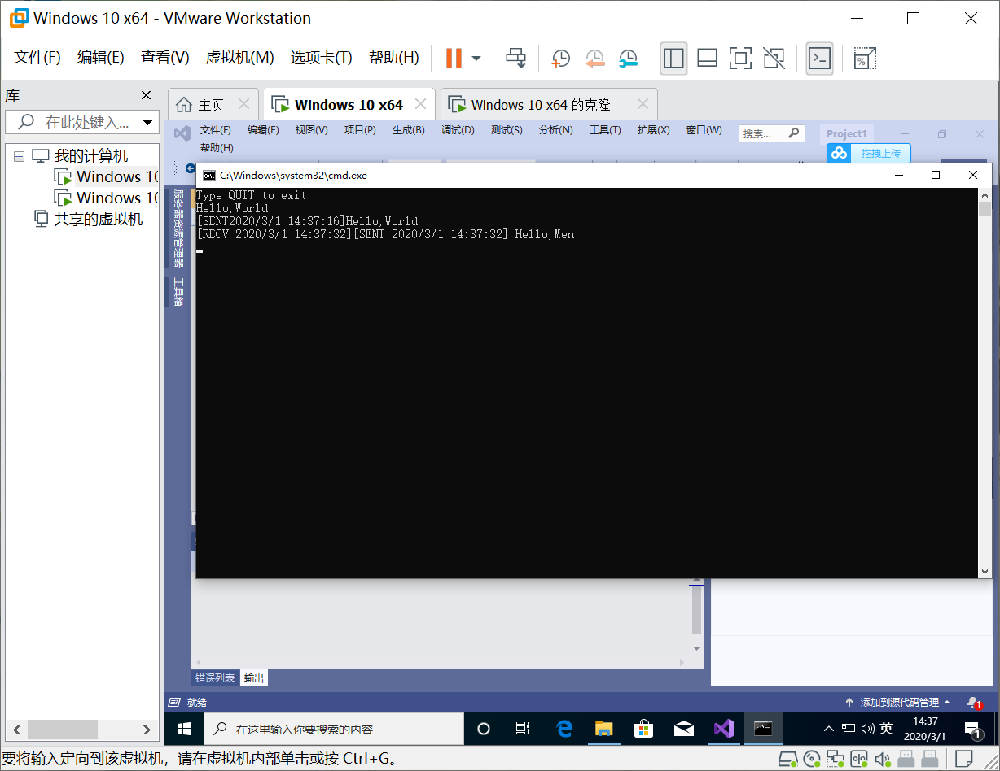 Windows 10 x64 - VMware Workstation
文件(F) 编辑(E) 查看(V) 虚拟机(M) 选项卡(T) 帮助(H)
库
在此处键入...
我的计算机
Windows 10
Windows 10
共享的虚拟机
主页
Windows 10 x64
Windows 10 x64 的克隆
文件(F) 编辑(E) 视图(V) 项目(P) 生成(B) 调试(D) 测试(S) 分析(N) 工具(T) 扩展(X) 窗口(W)
帮助(H)
搜索...
Project1
拖拽上传
服务器资源管理器
工具箱
C:\Windows\system32\cmd.exe
Type QUIT to exit
Hello,World
[SENT2020/3/1 14:37:16]Hello,World
[RECV 2020/3/1 14:37:32][SENT 2020/3/1 14:37:32] Hello,Men
错误列表 输出
就绪
添加到源代码管理
1
在这里输入你要搜索的内容
英
14:37
2020/3/1
1
要将输入定向到该虚拟机，请在虚拟机内部单击或按 Ctrl+G。